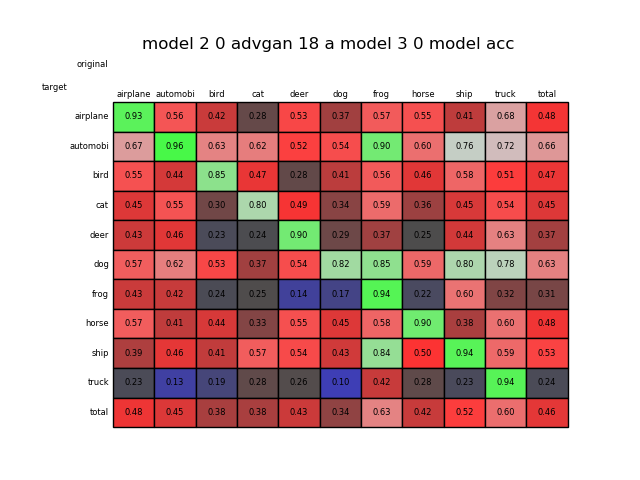 model 2 0 advgan 18 a model 3 0 model acc
original
target
airplane automobi bird cat deer dog frog horse ship truck total
airplane 0.93 0.56 0.42 0.28 0.53 0.37 0.57 0.55 0.41 0.68 0.48
automobi 0.67 0.96 0.63 0.62 0.52 0.54 0.90 0.60 0.76 0.72 0.66
bird 0.55 0.44 0.85 0.47 0.28 0.41 0.56 0.46 0.58 0.51 0.47
cat 0.45 0.55 0.30 0.80 0.49 0.34 0.59 0.36 0.45 0.54 0.45
deer 0.43 0.46 0.23 0.24 0.90 0.29 0.37 0.25 0.44 0.63 0.37
dog 0.57 0.62 0.53 0.37 0.54 0.82 0.85 0.59 0.80 0.78 0.63
frog 0.43 0.42 0.24 0.25 0.14 0.17 0.94 0.22 0.60 0.32 0.31
horse 0.57 0.41 0.44 0.33 0.55 0.45 0.58 0.90 0.38 0.60 0.48
ship 0.39 0.46 0.41 0.57 0.54 0.43 0.84 0.50 0.94 0.59 0.53
truck 0.23 0.13 0.19 0.28 0.26 0.10 0.42 0.28 0.23 0.94 0.24
total 0.48 0.45 0.38 0.38 0.43 0.34 0.63 0.42 0.52 0.60 0.46